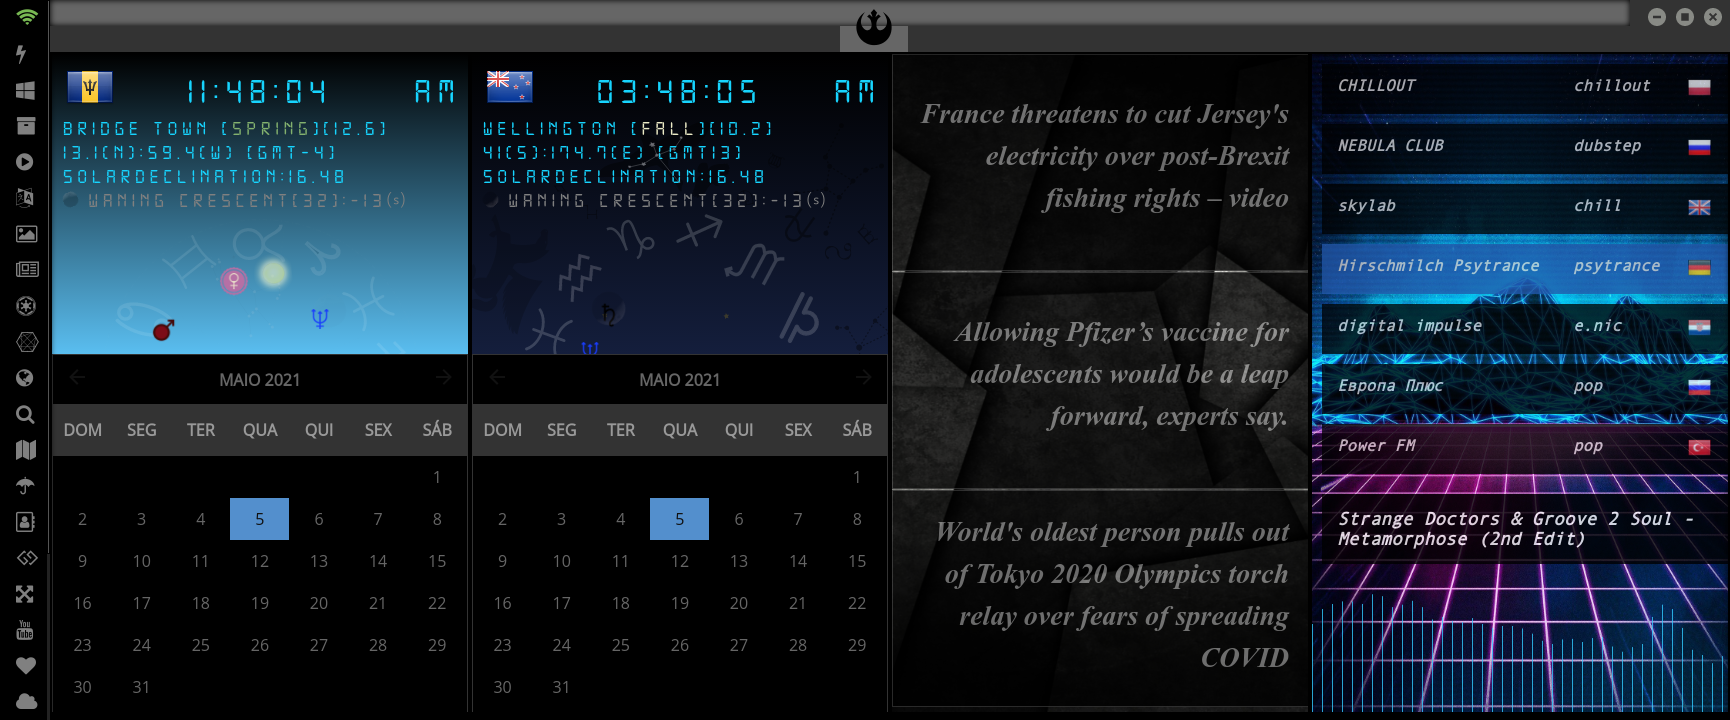 11:48:04 AM
BRIDGE TOWN [SPRING][12.6]
13.1(N):59.4(W) [GMT-4]
SOLARDECLINATION:16.48
WANING CRESCENT[32]:-13(s)
MAIO 2021
DOM SEG TER QUA QUI SEX SÁB
1
2 3 4 5 6 7 8
9 10 11 12 13 14 15
16 17 18 19 20 21 22
23 24 25 26 27 28 29
30 31
03:48:05 AM
WELLINGTON [FALL][10.2]
41(S):174.7(E) [GMT13]
SOLARDECLINATION:16.48
WANING CRESCENT[32]:-13(s)
MAIO 2021
DOM SEG TER QUA QUI SEX SÁB
1
2 3 4 5 6 7 8
9 10 11 12 13 14 15
16 17 18 19 20 21 22
23 24 25 26 27 28 29
30 31
France threatens to cut Jersey's
electricity over post-Brexit
fishing rights – video
Allowing Pfizer’s vaccine for
adolescents would be a leap
forward, experts say.
World's oldest person pulls out
of Tokyo 2020 Olympics torch
relay over fears of spreading
COVID
CHILLOUT chillout
NEBULA CLUB dubstep
skylab chill
Hirschmilch Psytrance psytrance
digital impulse e.nic
Европа Плюс pop
Power FM pop
Strange Doctors & Groove 2 Soul -
Metamorphose (2nd Edit)
You
Tube